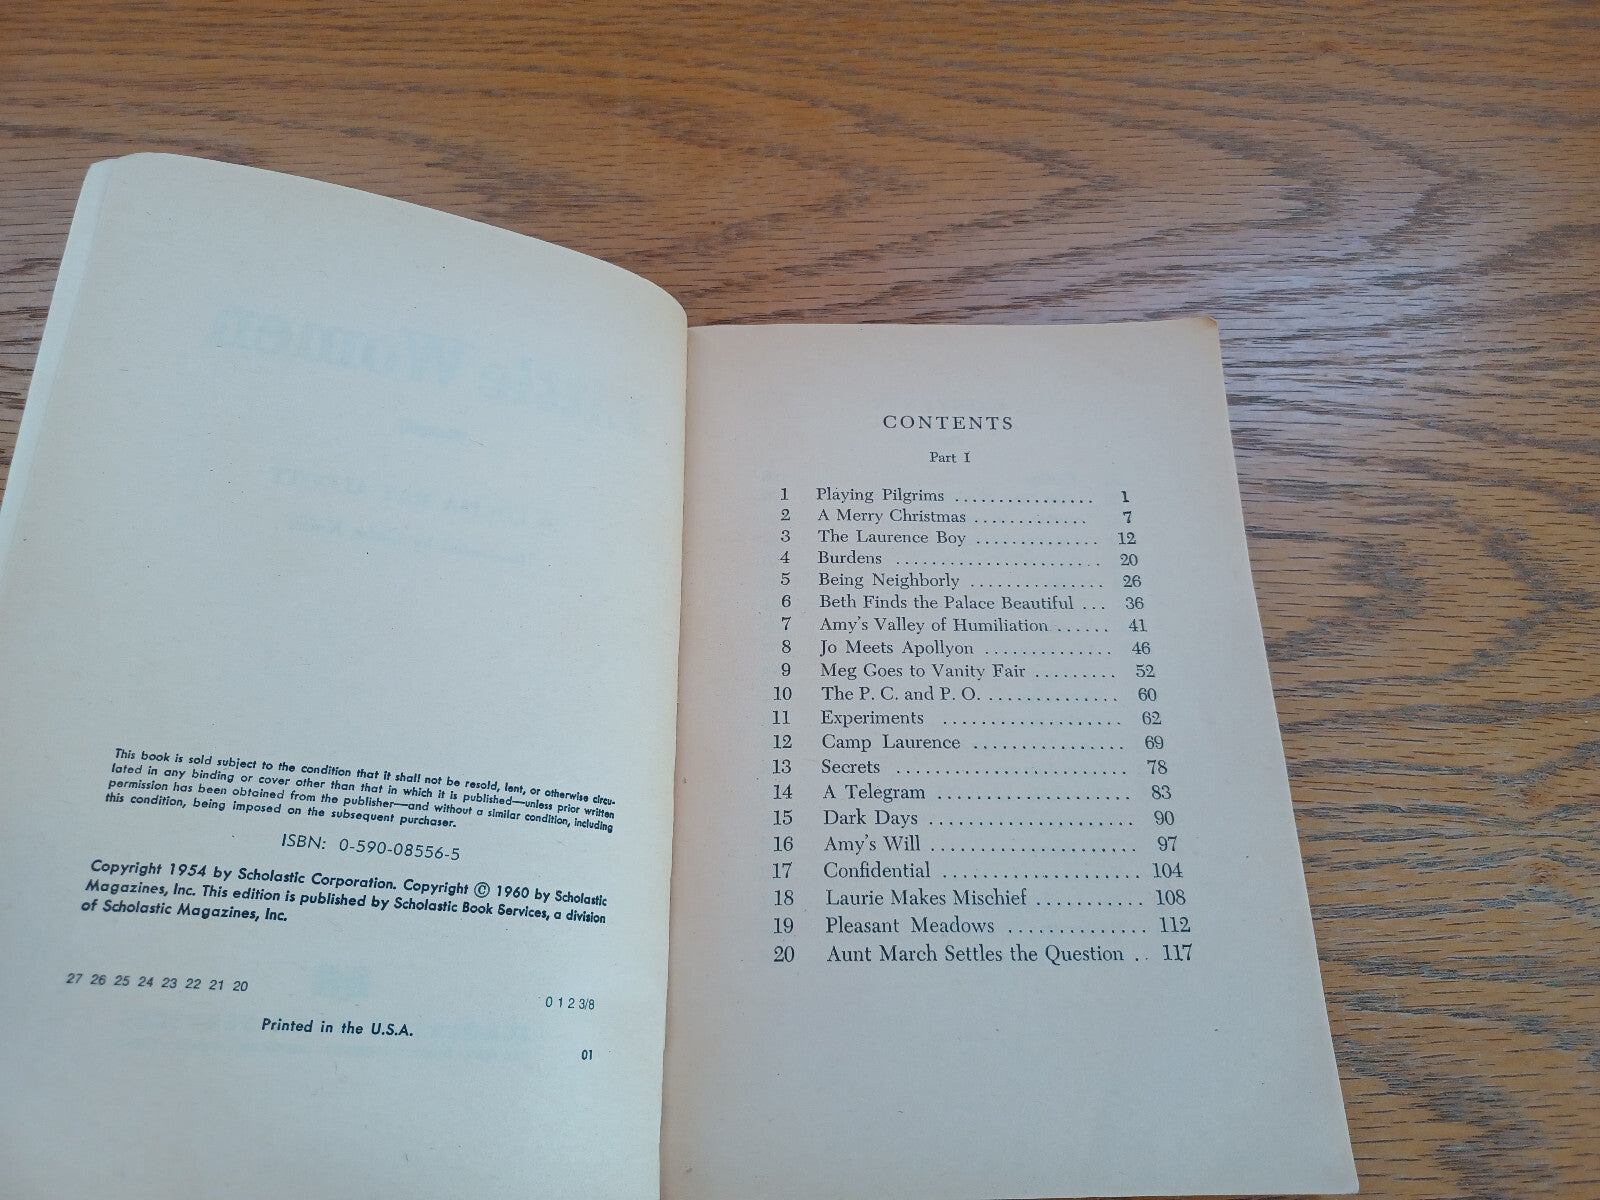 This book is sold subject to the condition that it shall not be resold, lent, or otherwise circu-
lated in any binding or cover other than that in which it is published—unless prior written
permission has been obtained from the publisher—and without a similar condition, including
this condition, being imposed on the subsequent purchaser.
ISBN: 0-590-08556-5
Copyright 1954 by Scholastic Corporation. Copyright © 1960 by Scholastic
Magazines, Inc. This edition is published by Scholastic Book Services, a division
of Scholastic Magazines, Inc.
27 26 25 24 23 22 21 20
0 1 2 3/8
Printed in the U.S.A.
01
CONTENTS
Part I
1 Playing Pilgrims ............... 1
2 A Merry Christmas ............ 7
3 The Laurence Boy .............. 12
4 Burdens ....................... 20
5 Being Neighborly ............... 26
6 Beth Finds the Palace Beautiful ... 36
7 Amy's Valley of Humiliation ...... 41
8 Jo Meets Apollyon .............. 46
9 Meg Goes to Vanity Fair ......... 52
10 The P. C. and P. O. ............. 60
11 Experiments .................... 62
12 Camp Laurence ................. 69
13 Secrets ........................ 78
14 A Telegram .................... 83
15 Dark Days ..................... 90
16 Amy's Will ..................... 97
17 Confidential .................... 104
18 Laurie Makes Mischief ........... 108
19 Pleasant Meadows .............. 112
20 Aunt March Settles the Question .. 117